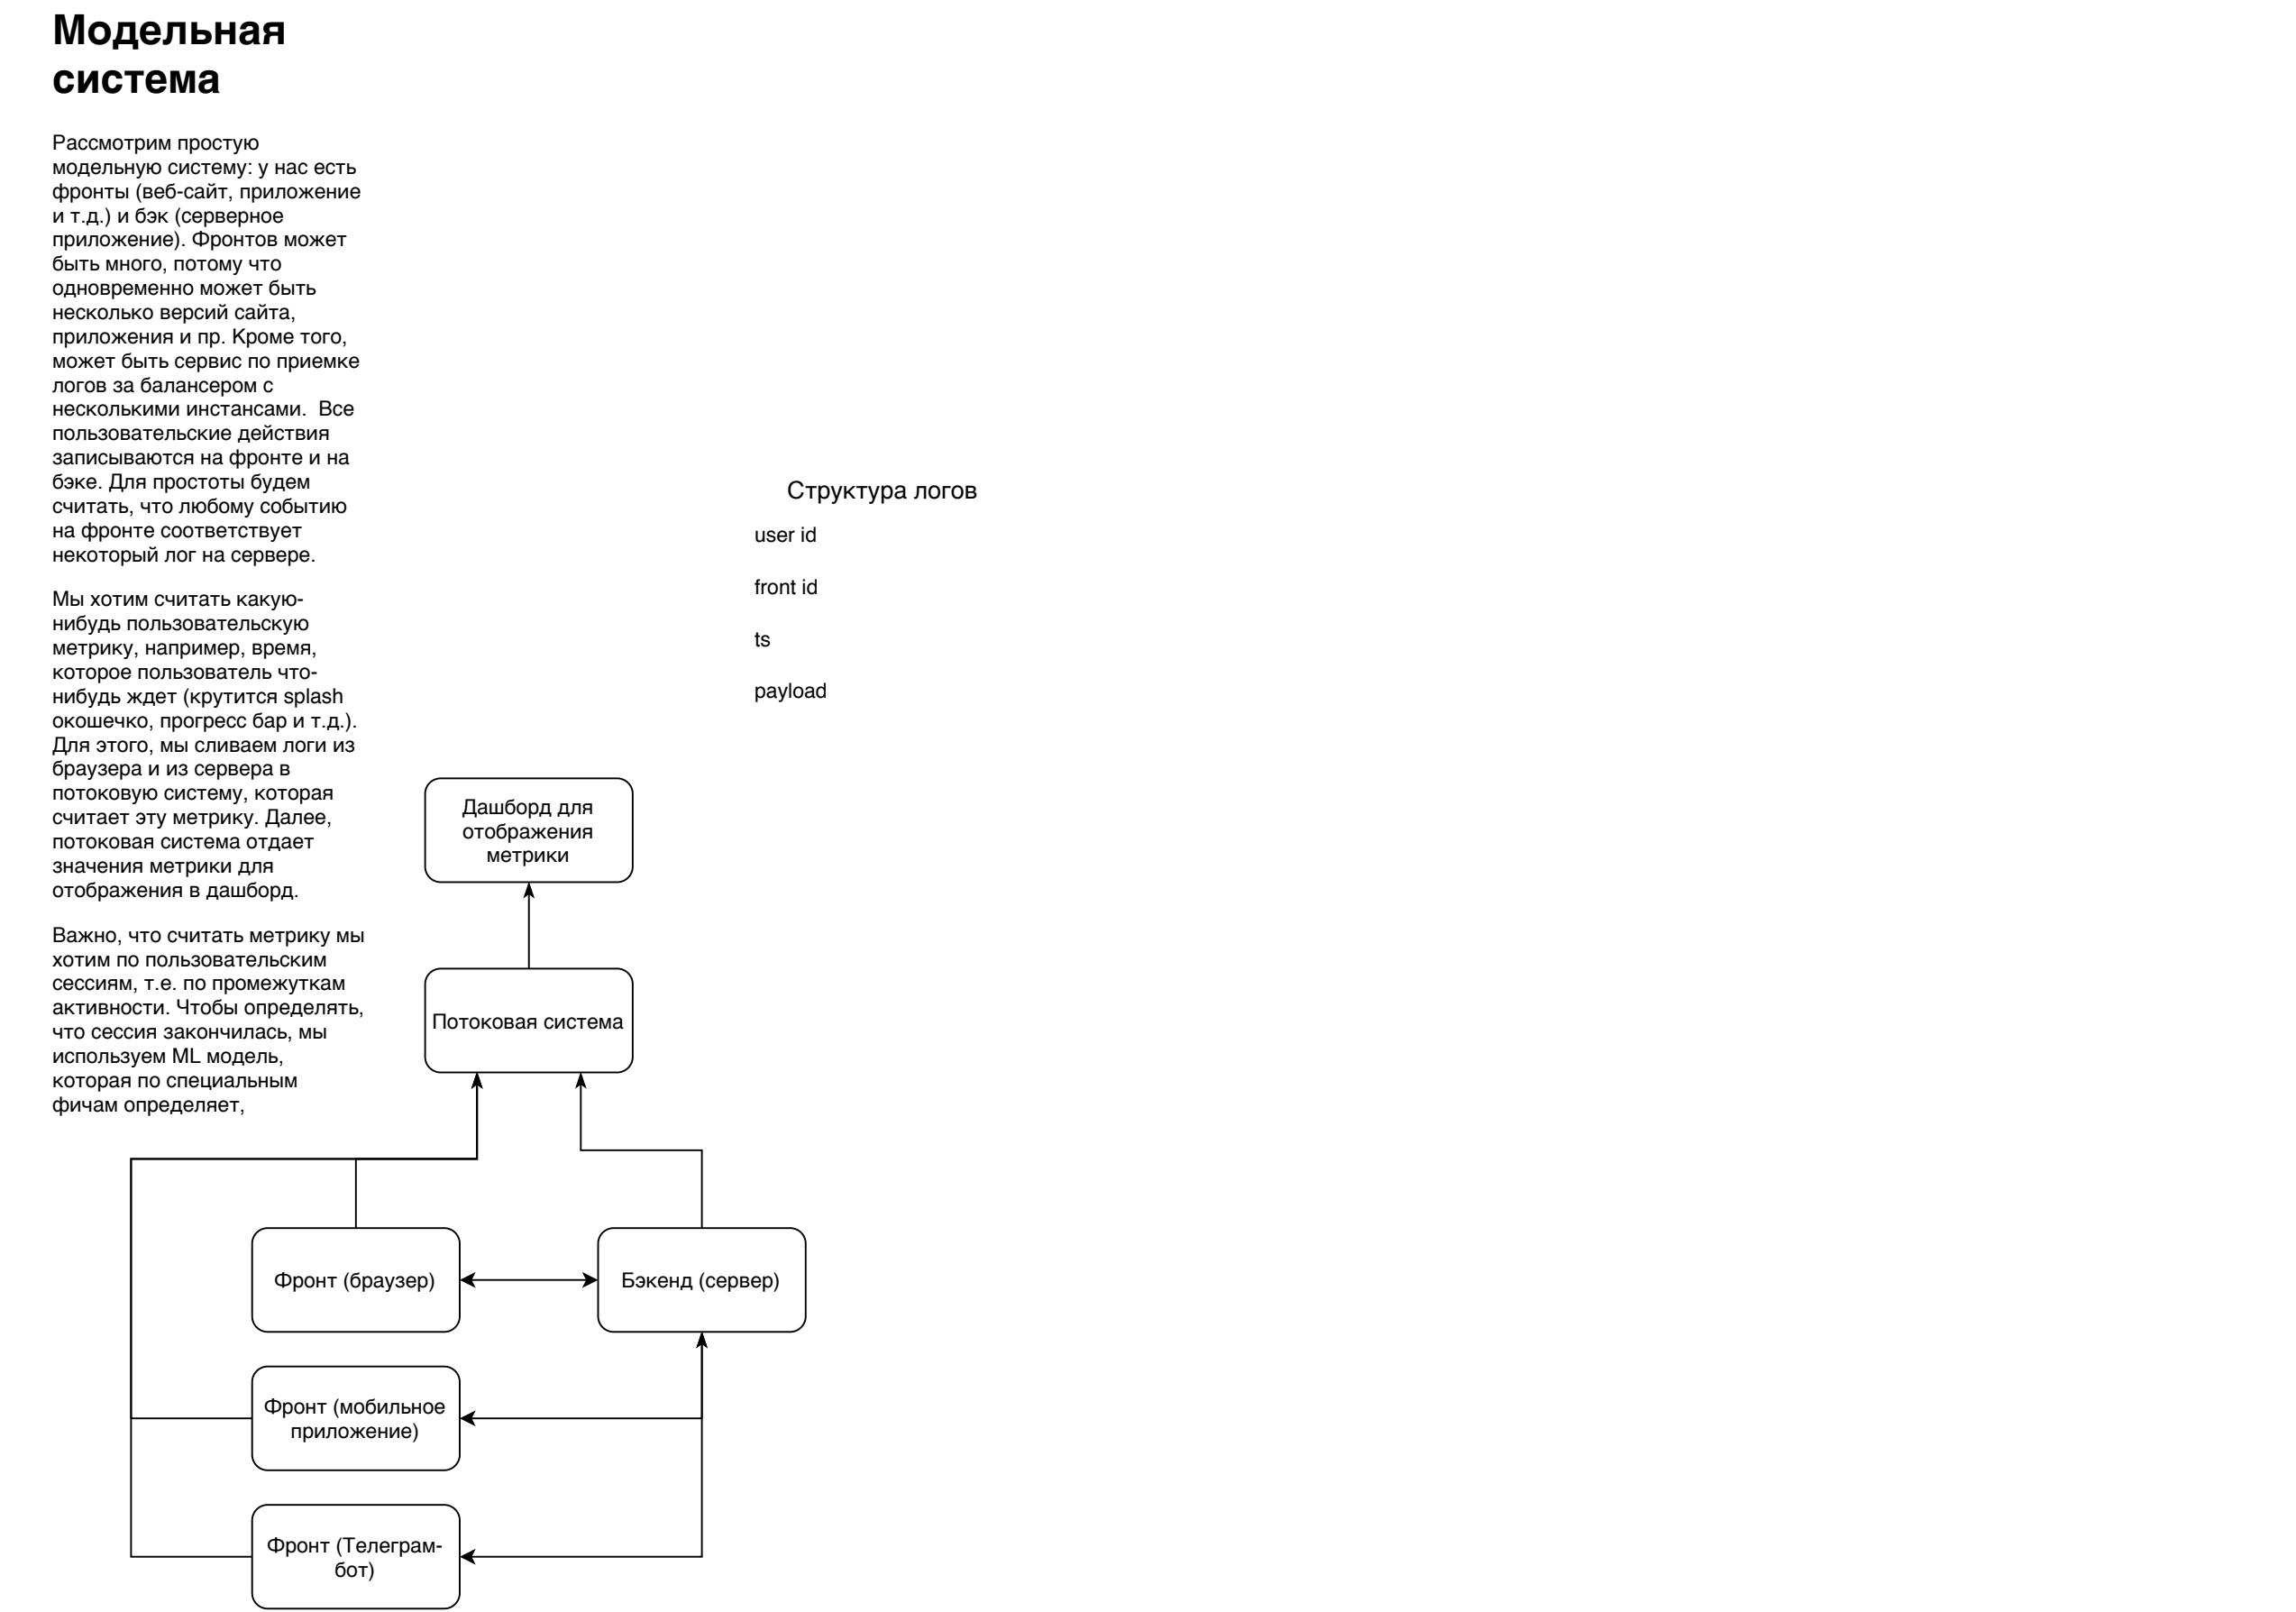 Модельная
система
Рассмотрим простую
модельную систему: у нас есть
фронты (веб-сайт, приложение
и т.д.) и бэк (серверное
приложение). Фронтов может
быть много, потому что
одновременно может быть
несколько версий сайта,
приложения и пр. Кроме того,
может быть сервис по приемке
логов за балансером с
несколькими инстансами.  Все
пользовательские действия
записываются на фронте и на
бэке. Для простоты будем
считать, что любому событию
на фронте соответствует
некоторый лог на сервере.
Мы хотим считать какую-
нибудь пользовательскую
метрику, например, время,
которое пользователь что-
нибудь ждет (крутится splash
окошечко, прогресс бар и т.д.).
Для этого, мы сливаем логи из
браузера и из сервера в
потоковую систему, которая
считает эту метрику. Далее,
потоковая система отдает
значения метрики для
отображения в дашборд.
Важно, что считать метрику мы
хотим по пользовательским
сессиям, т.е. по промежуткам
активности. Чтобы определять,
что сессия закончилась, мы
используем ML модель,
которая по специальным
фичам определяет,
Структура логов
user id
front id
ts
payload
Дашборд для
отображения
метрики
Потоковая система
Фронт (браузер)
Бэкенд (сервер)
Фронт (мобильное
приложение)
Фронт (Телеграм-
бот)